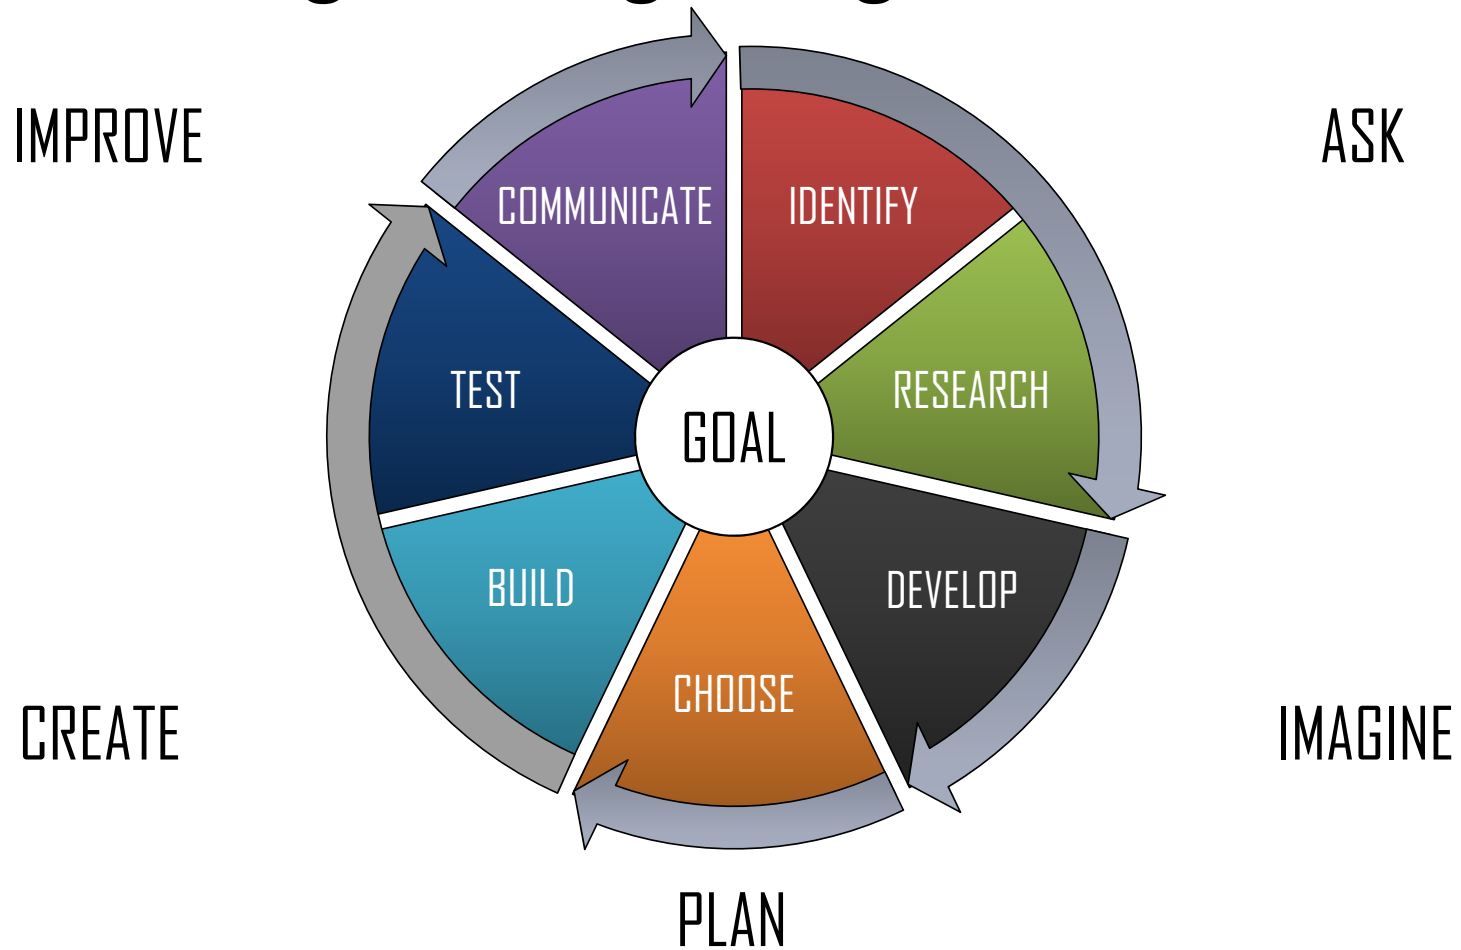 IMPROVE
ASK
COMMUNICATE
IDENTIFY
TEST
RESEARCH
GOAL
BUILD
DEVELOP
CHOOSE
CREATE
IMAGINE
PLAN